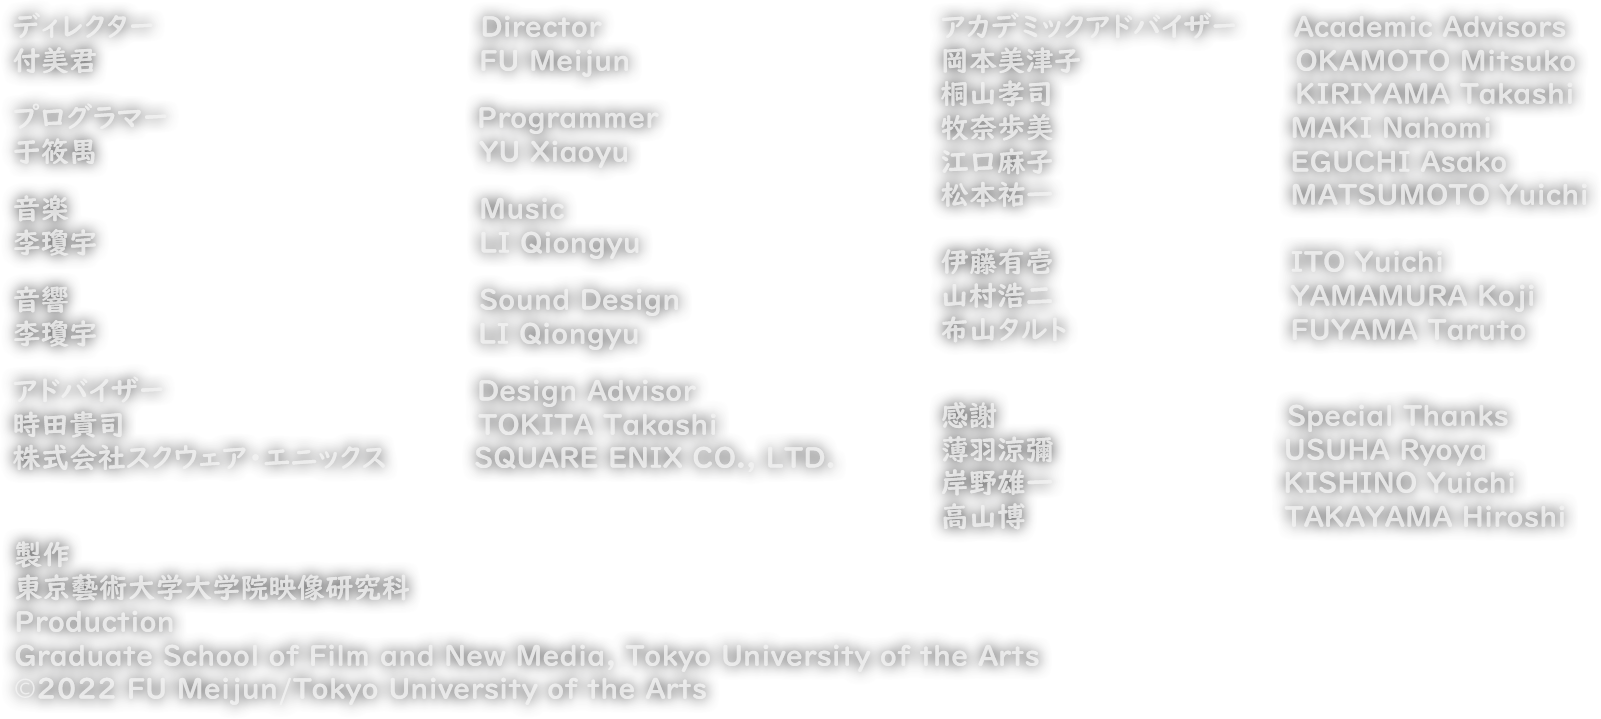 ディレクター
付美君
プログラマー
于筱禺
音楽
李瓊宇
音響
李瓊宇
アドバイザー
時田貴司
株式会社スクウェア・エニックス
Director
FU Meijun
Programmer
YU Xiaoyu
Music
LI Qiongyu
Sound Design
LI Qiongyu
Design Advisor
TOKITA Takashi
SQUARE ENIX CO., LTD.
アカデミックアドバイザー
岡本美津子
桐山孝司
牧奈歩美
江口麻子
松本祐一
伊藤有壱
山村浩二
布山タルト
感謝
薄羽涼彌
岸野雄一
高山博
Academic Advisors
OKAMOTO Mitsuko
KIRIYAMA Takashi
MAKI Nahomi
EGUCHI Asako
MATSUMOTO Yuichi
ITO Yuichi
YAMAMURA Koji
FUYAMA Taruto
Special Thanks
USUHA Ryoya
KISHINO Yuichi
TAKAYAMA Hiroshi
製作
東京藝術大学大学院映像研究科
Production
Graduate School of Film and New Media, Tokyo University of the Arts
©2022 FU Meijun/Tokyo University of the Arts